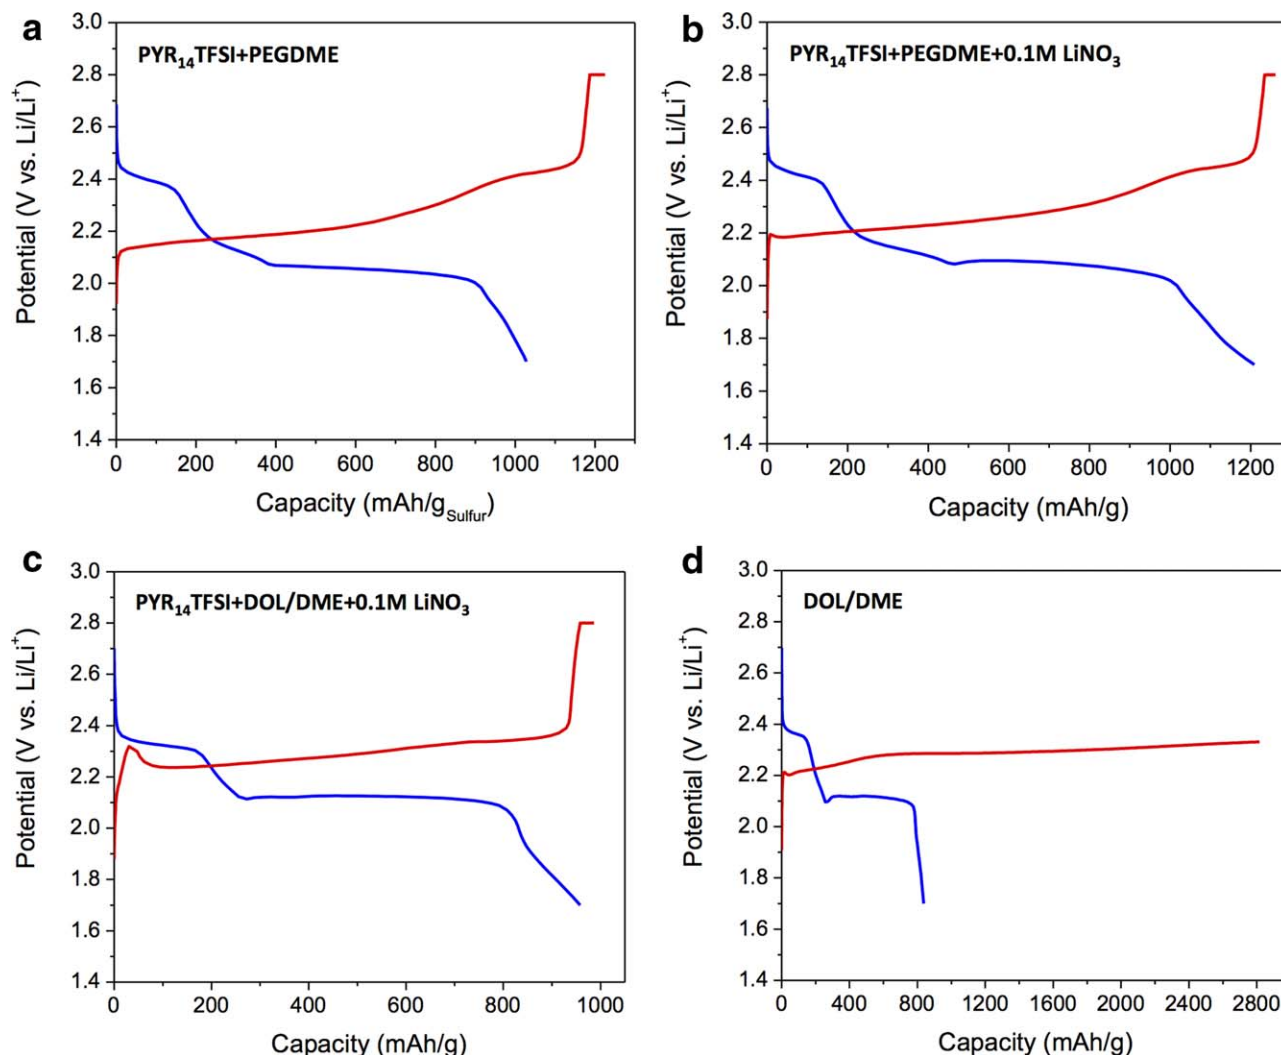 a
PYR₁₄TFSI+PEGDME
3.0
2.8
2.6
2.4
2.2
2.0
1.8
1.6
1.4
Potential (V vs. Li/Li⁺)
0 200 400 600 800 1000 1200
Capacity (mAh/g_Sulfur)
b
PYR₁₄TFSI+PEGDME+0.1M LiNO₃
3.0
2.8
2.6
2.4
2.2
2.0
1.8
1.6
1.4
Potential (V vs. Li/Li⁺)
0 200 400 600 800 1000 1200
Capacity (mAh/g)
c
PYR₁₄TFSI+DOL/DME+0.1M LiNO₃
3.0
2.8
2.6
2.4
2.2
2.0
1.8
1.6
1.4
Potential (V vs. Li/Li⁺)
0 200 400 600 800 1000
Capacity (mAh/g)
d
DOL/DME
3.0
2.8
2.6
2.4
2.2
2.0
1.8
1.6
1.4
Potential (V vs. Li/Li⁺)
0 400 800 1200 1600 2000 2400 2800
Capacity (mAh/g)